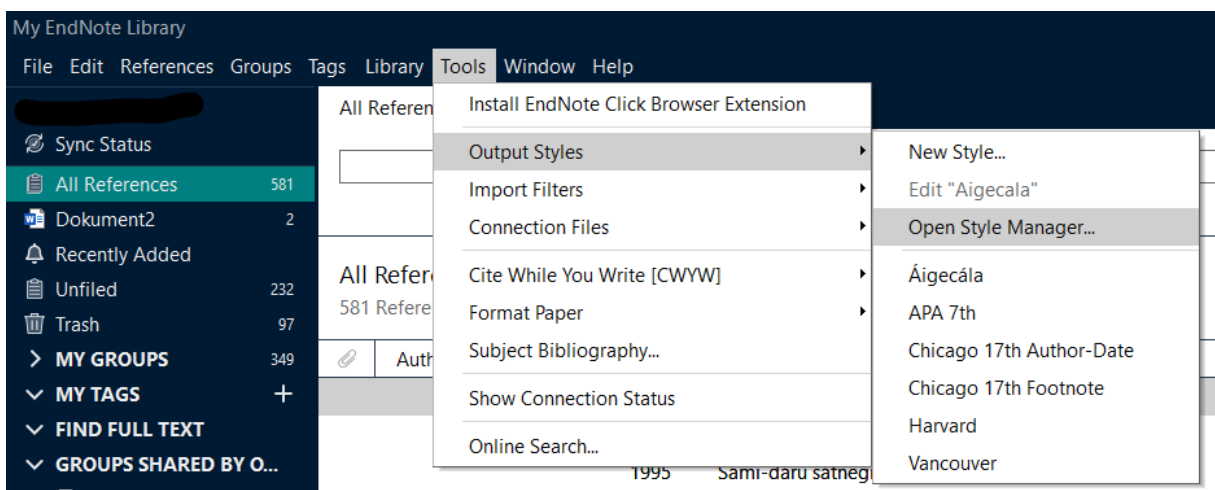 My EndNote Library
File Edit References Groups Tags Library Tools Window Help
Sync Status
All References 581
Dokument2 2
Recently Added
Unfiled 232
Trash 97
MY GROUPS 349
MY TAGS
FIND FULL TEXT
GROUPS SHARED BY O...
All Referen
All Refer
581 Refere
Auth
1995 Sámi-daru
Install EndNote Click Browser Extension
Output Styles
Import Filters
Connection Files
Cite While You Write [CWYW]
Format Paper
Subject Bibliography...
Show Connection Status
Online Search...
New Style...
Edit "Aigecala"
Open Style Manager...
Áigecála
APA 7th
Chicago 17th Author-Date
Chicago 17th Footnote
Harvard
Vancouver